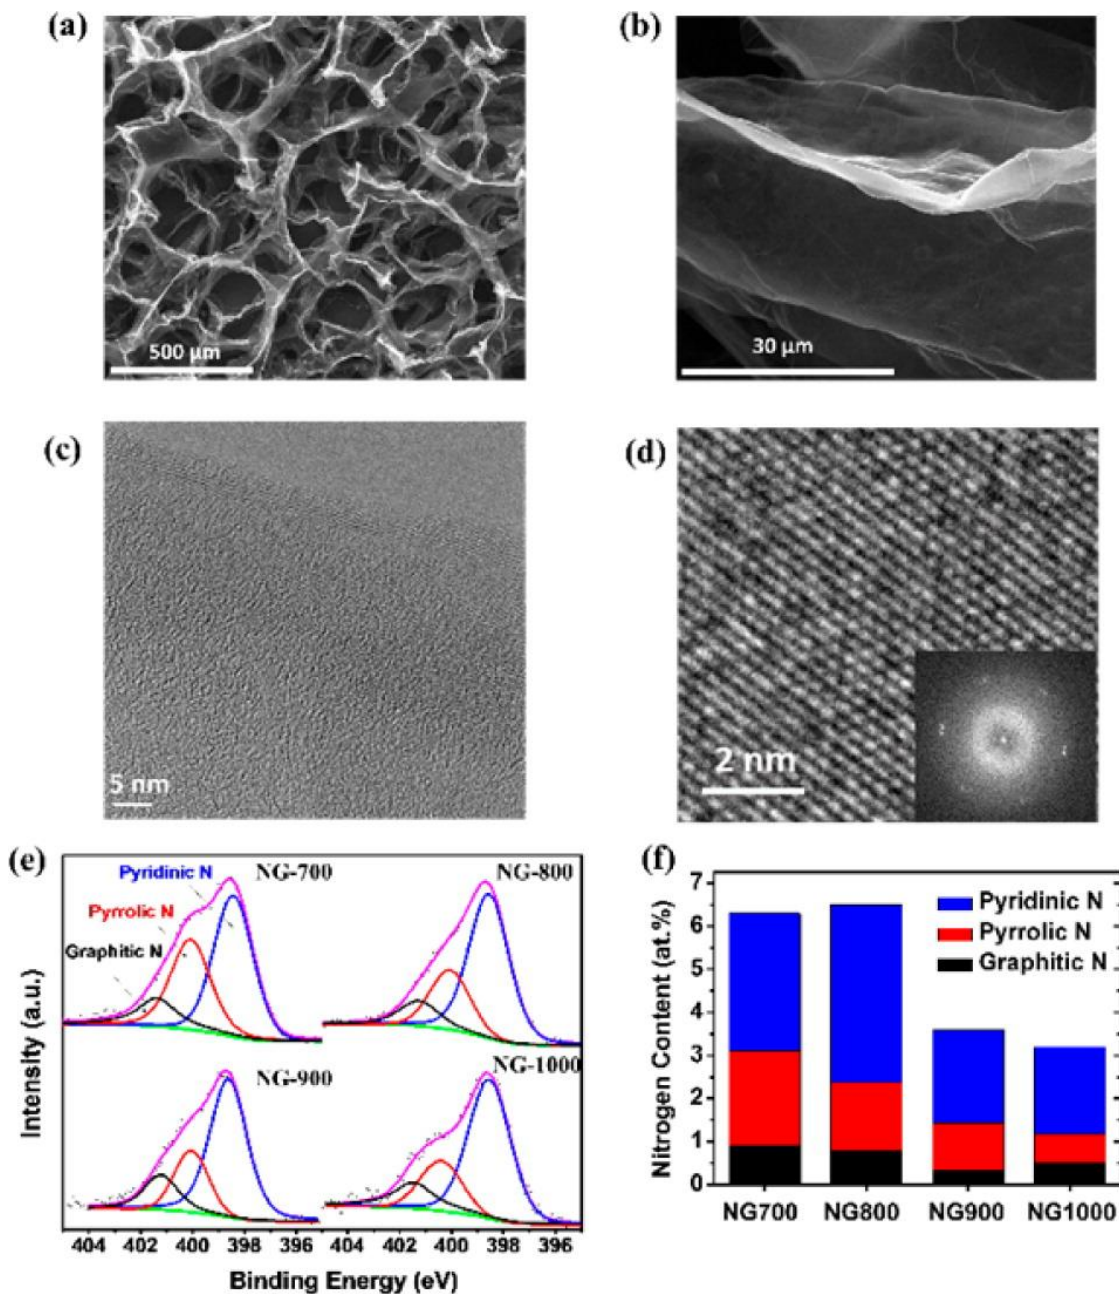 (a)
500 μm
(b)
30 μm
(c)
5 nm
(d)
2 nm
(e)
Pyridinic N
Pyrrolic N
Graphitic N
NG-700
NG-800
NG-900
NG-1000
Intensity (a.u.)
404 402 400 398 396
404 402 400 398 396
Binding Energy (eV)
(f)
Nitrogen Content (at.%)
7
6
5
4
3
2
1
0
Pyridinic N
Pyrrolic N
Graphitic N
NG700 NG800 NG900 NG1000